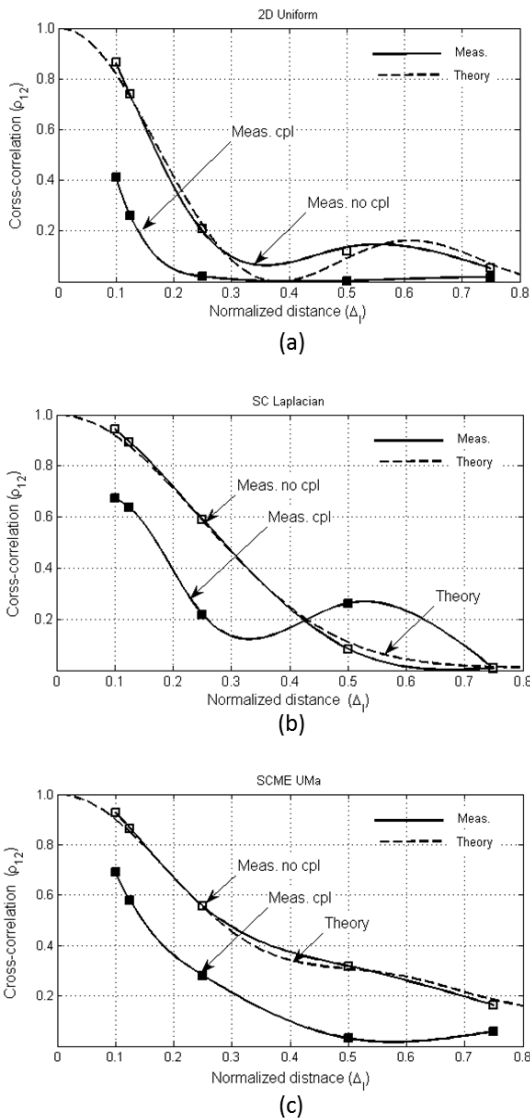 2D Uniform
1.0
0.8
0.6
0.4
0.2
Corss-correlation (ρ12)
Meas.
Theory
Meas. cpl
Meas. no cpl
0 0.1 0.2 0.3 0.4 0.5 0.6 0.7 0.8
Normalized distance (Δl)
(a)
SC Laplacian
1.0
0.8
0.6
0.4
0.2
Corss-correlation (ρ12)
Meas.
Theory
Meas. no cpl
Meas. cpl
Theory
0 0.1 0.2 0.3 0.4 0.5 0.6 0.7 0.8
Normalized distance (Δl)
(b)
SCME UMa
1.0
0.8
0.6
0.4
0.2
Cross-correlation (ρ12)
Meas.
Theory
Meas. no cpl
Meas. cpl
Theory
0 0.1 0.2 0.3 0.4 0.5 0.6 0.7 0.8
Normalized distnace (Δl)
(c)